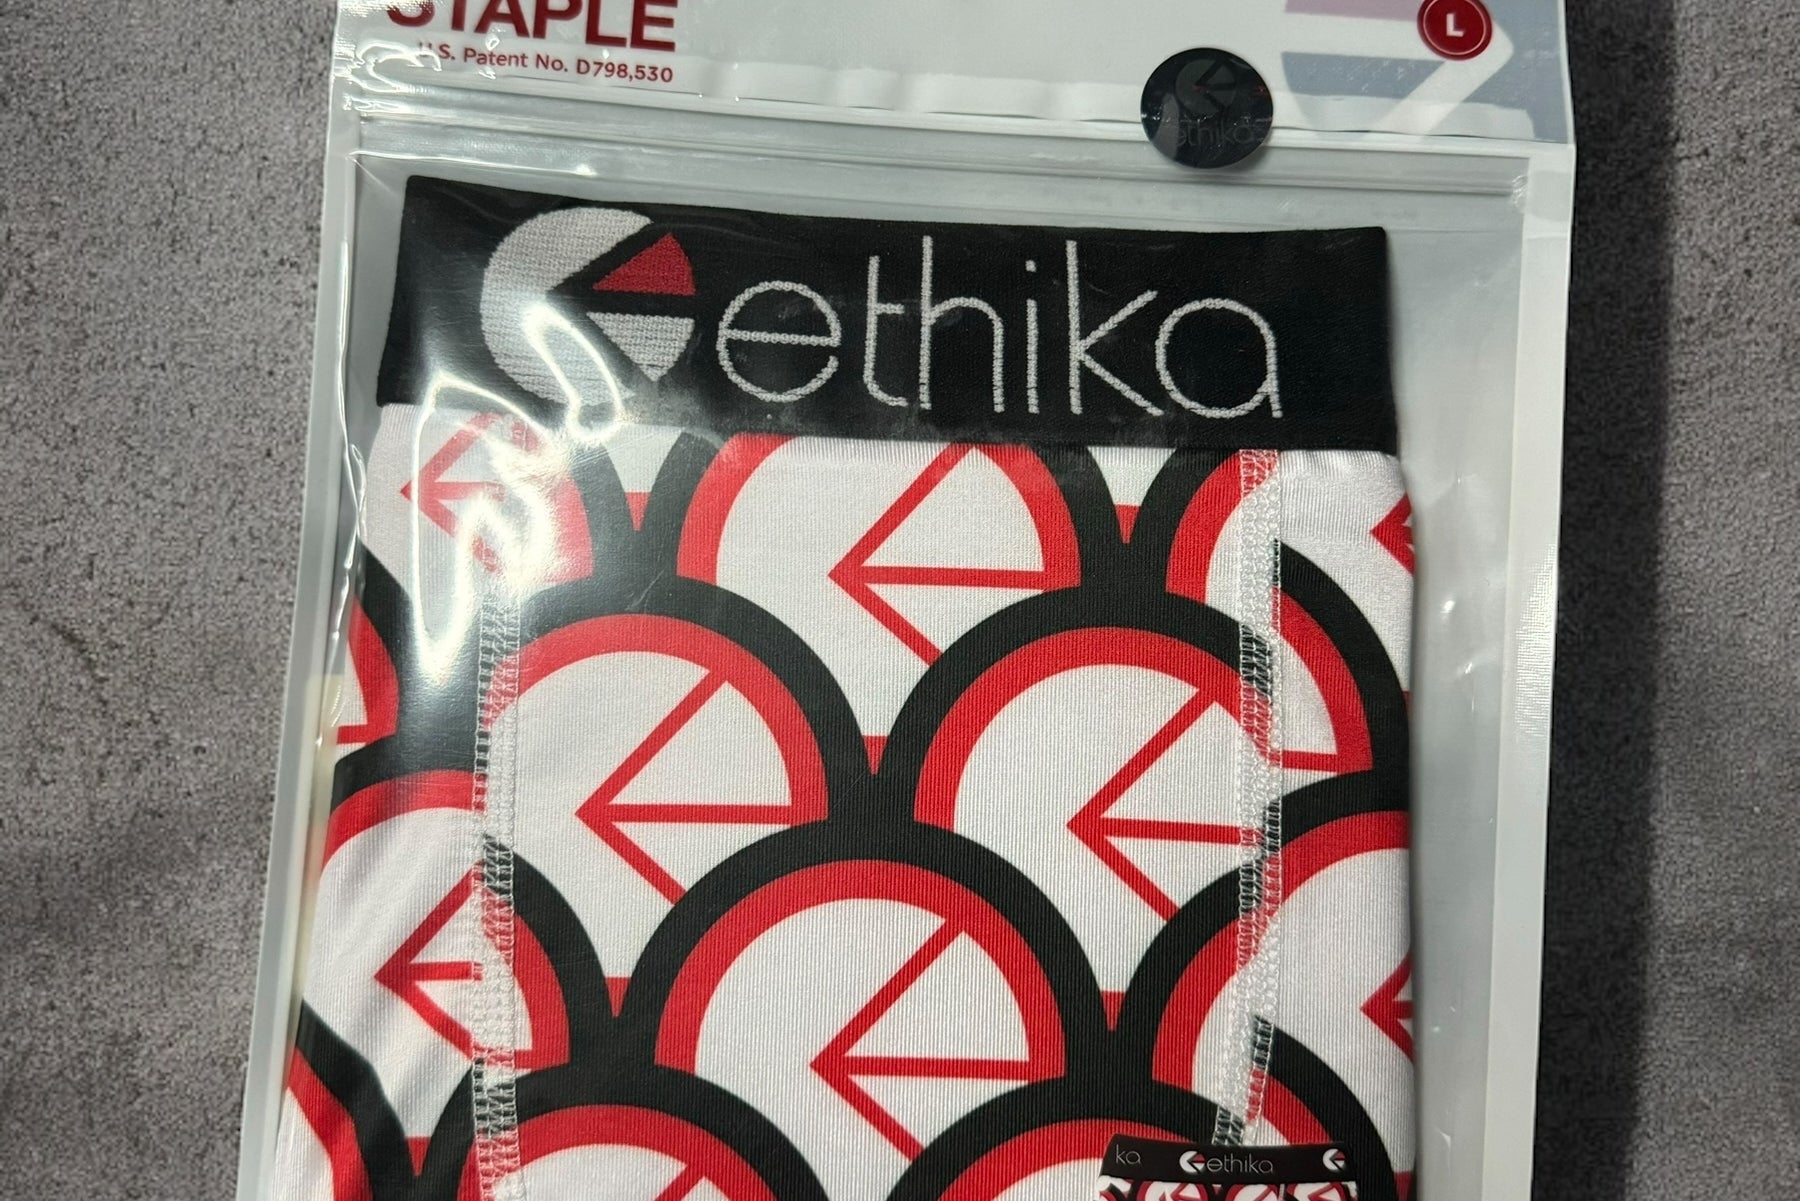 STAPLE
U.S. Patent No. D798,530
L
ethika
ethika
ka ethika